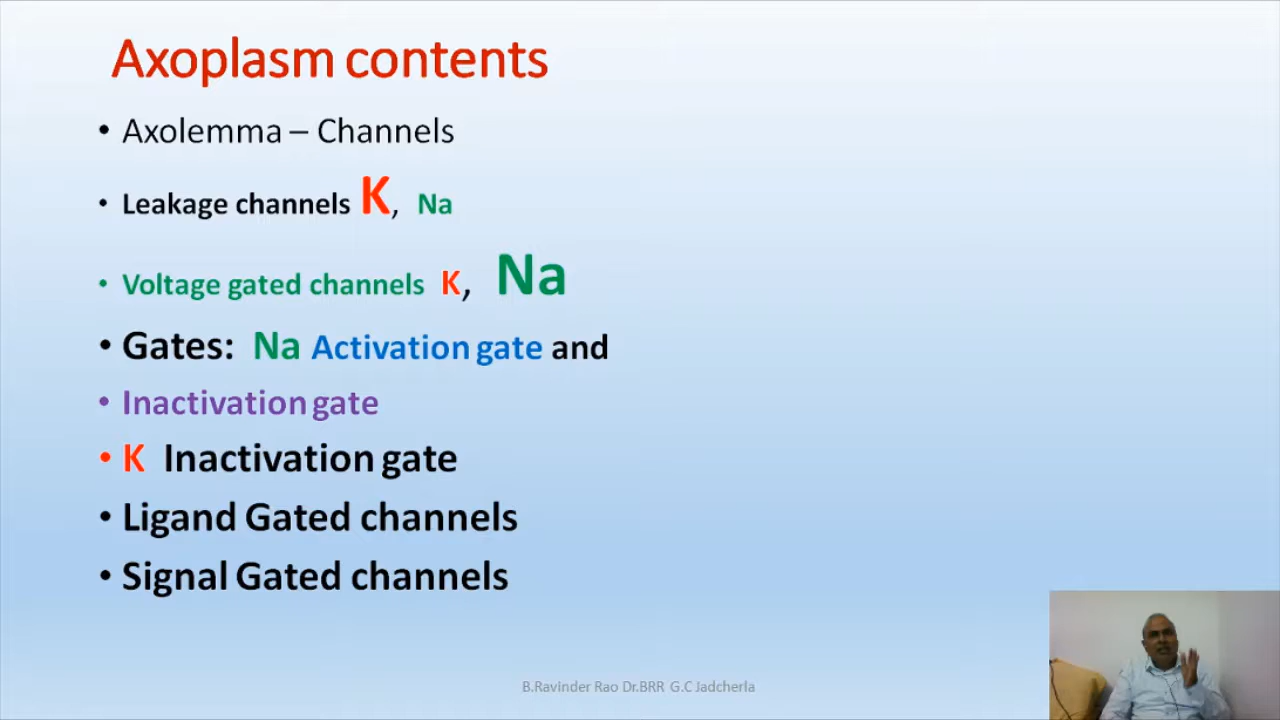 Axoplasm contents
• Axolemma – Channels
• Leakage channels K, Na
• Voltage gated channels K, Na
• Gates: Na Activation gate and
• Inactivation gate
• K Inactivation gate
• Ligand Gated channels
• Signal Gated channels
B.Ravinder Rao Dr.BRR G.C Jadcherla